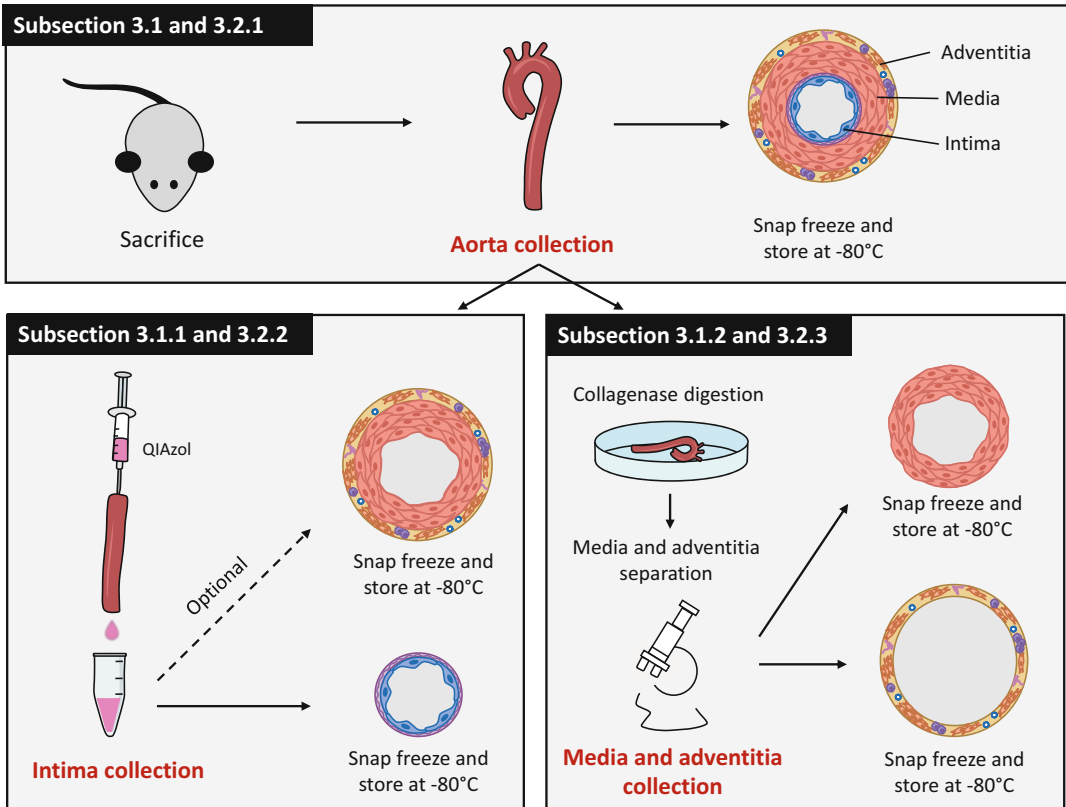 Subsection 3.1 and 3.2.1
Adventitia
Media
Intima
Sacrifice
Aorta collection
Snap freeze and
store at -80°C
Subsection 3.1.1 and 3.2.2
QIAzol
Optional
Snap freeze and
store at -80°C
Intima collection
Snap freeze and
store at -80°C
Subsection 3.1.2 and 3.2.3
Collagenase digestion
Media and adventitia
separation
Snap freeze and
store at -80°C
Media and adventitia
collection
Snap freeze and
store at -80°C